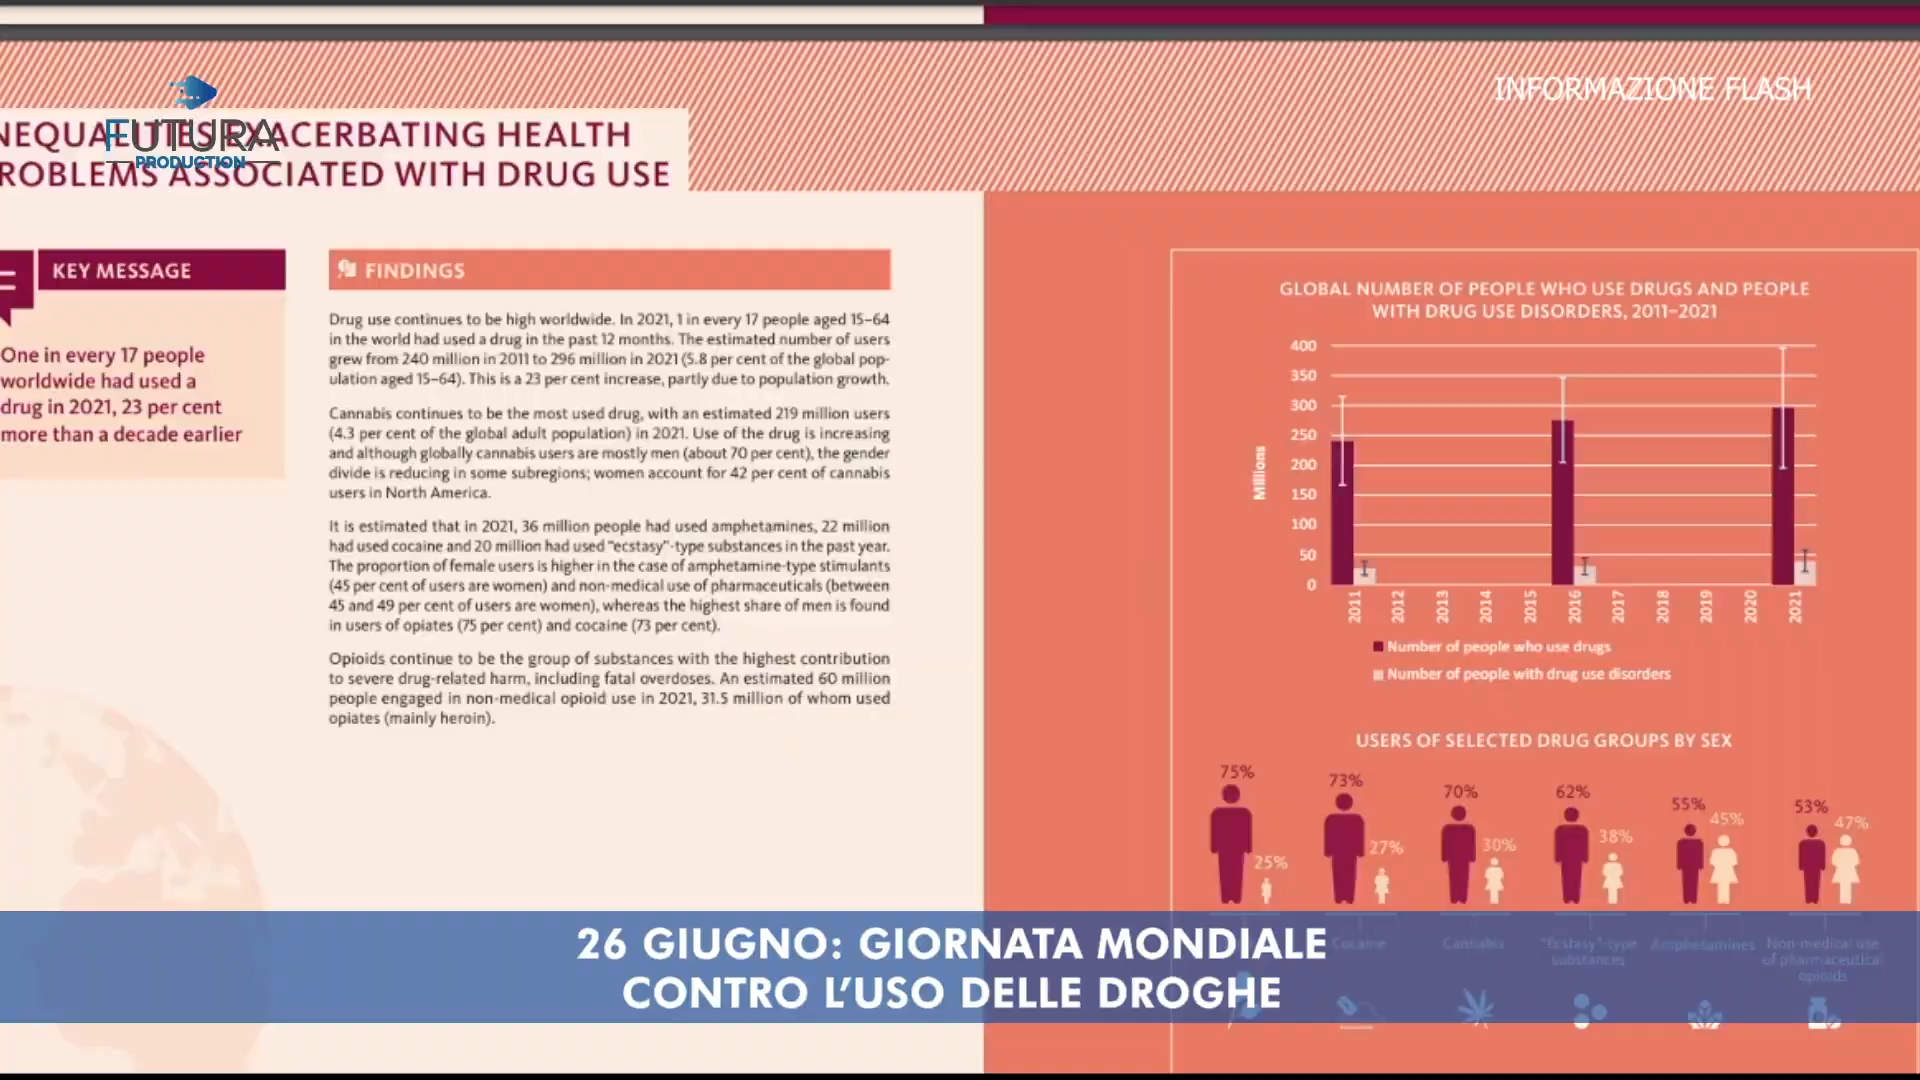 INFORMAZIONE FLASH
FUTURA
PRODUCTION
NEQUALITIES EXACERBATING HEALTH
ROBLEMS ASSOCIATED WITH DRUG USE
KEY MESSAGE
One in every 17 people
worldwide had used a
drug in 2021, 23 per cent
more than a decade earlier
FINDINGS
Drug use continues to be high worldwide. In 2021, 1 in every 17 people aged 15–64
in the world had used a drug in the past 12 months. The estimated number of users
grew from 240 million in 2011 to 296 million in 2021 (5.8 per cent of the global pop-
ulation aged 15–64). This is a 23 per cent increase, partly due to population growth.
Cannabis continues to be the most used drug, with an estimated 219 million users
(4.3 per cent of the global adult population) in 2021. Use of the drug is increasing
and although globally cannabis users are mostly men (about 70 per cent), the gender
divide is reducing in some subregions; women account for 42 per cent of cannabis
users in North America.
It is estimated that in 2021, 36 million people had used amphetamines, 22 million
had used cocaine and 20 million had used "ecstasy"-type substances in the past year.
The proportion of female users is higher in the case of amphetamine-type stimulants
(45 per cent of users are women) and non-medical use of pharmaceuticals (between
45 and 49 per cent of users are women), whereas the highest share of men is found
in users of opiates (75 per cent) and cocaine (73 per cent).
Opioids continue to be the group of substances with the highest contribution
to severe drug-related harm, including fatal overdoses. An estimated 60 million
people engaged in non-medical opioid use in 2021, 31.5 million of whom used
opiates (mainly heroin).
GLOBAL NUMBER OF PEOPLE WHO USE DRUGS AND PEOPLE
WITH DRUG USE DISORDERS, 2011–2021
Millions
400
350
300
250
200
150
100
50
0
2011 2012 2013 2014 2015 2016 2017 2018 2019 2020 2021
Number of people who use drugs
Number of people with drug use disorders
USERS OF SELECTED DRUG GROUPS BY SEX
75% 25% 73% 27% 70% 30% 62% 38% 55% 45% 53% 47%
Cocaine
Cannabis
"Ecstasy"-type
substances
Amphetamines
Non-medical use
of pharmaceutical
opioids
26 GIUGNO: GIORNATA MONDIALE
CONTRO L'USO DELLE DROGHE